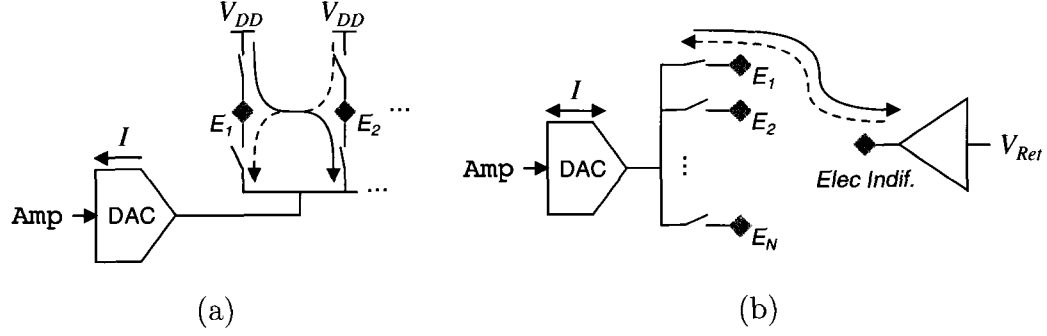 V_DD V_DD
E_1 E_2 ...
I
Amp DAC
...
(a)
I
Amp DAC
E_1
E_2
⋮
E_N
Elec Indif.
V_Ret
(b)